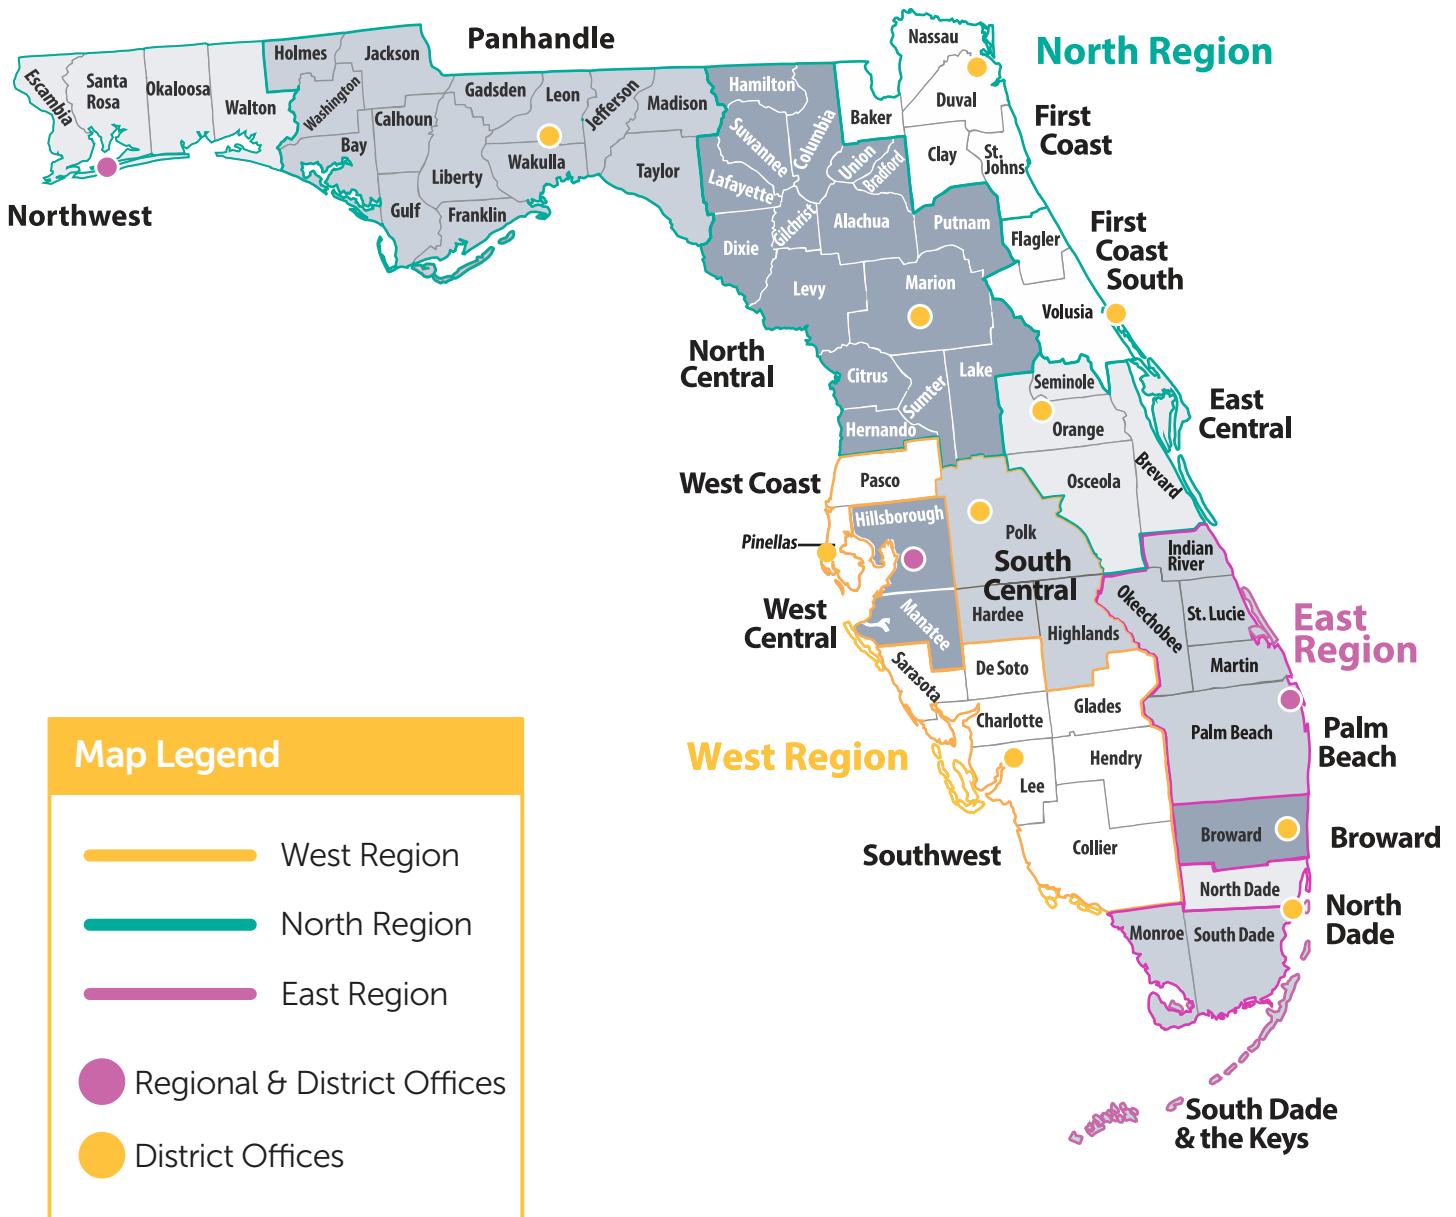 Panhandle
North Region
Northwest
First
Coast
First
Coast
South
North
Central
East
Central
West Coast
West
Central
South
Central
East
Region
West Region
Southwest
Palm
Beach
Broward
North
Dade
South Dade
& the Keys
Escambia
Santa
Rosa
Okaloosa
Walton
Holmes
Jackson
Washington
Bay
Calhoun
Gulf
Liberty
Franklin
Gadsden
Leon
Wakulla
Jefferson
Madison
Taylor
Hamilton
Suwannee
Lafayette
Columbia
Dixie
Gilchrist
Union
Bradford
Alachua
Putnam
Levy
Marion
Citrus
Sumter
Lake
Hernando
Nassau
Duval
Baker
Clay
St.
Johns
Flagler
Volusia
Seminole
Orange
Osceola
Brevard
Pasco
Pinellas
Hillsborough
Manatee
Polk
Hardee
Highlands
Sarasota
De Soto
Charlotte
Glades
Lee
Hendry
Collier
Indian
River
Okeechobee
St. Lucie
Martin
Palm Beach
Broward
North Dade
Monroe
South Dade
Map Legend
West Region
North Region
East Region
Regional & District Offices
District Offices